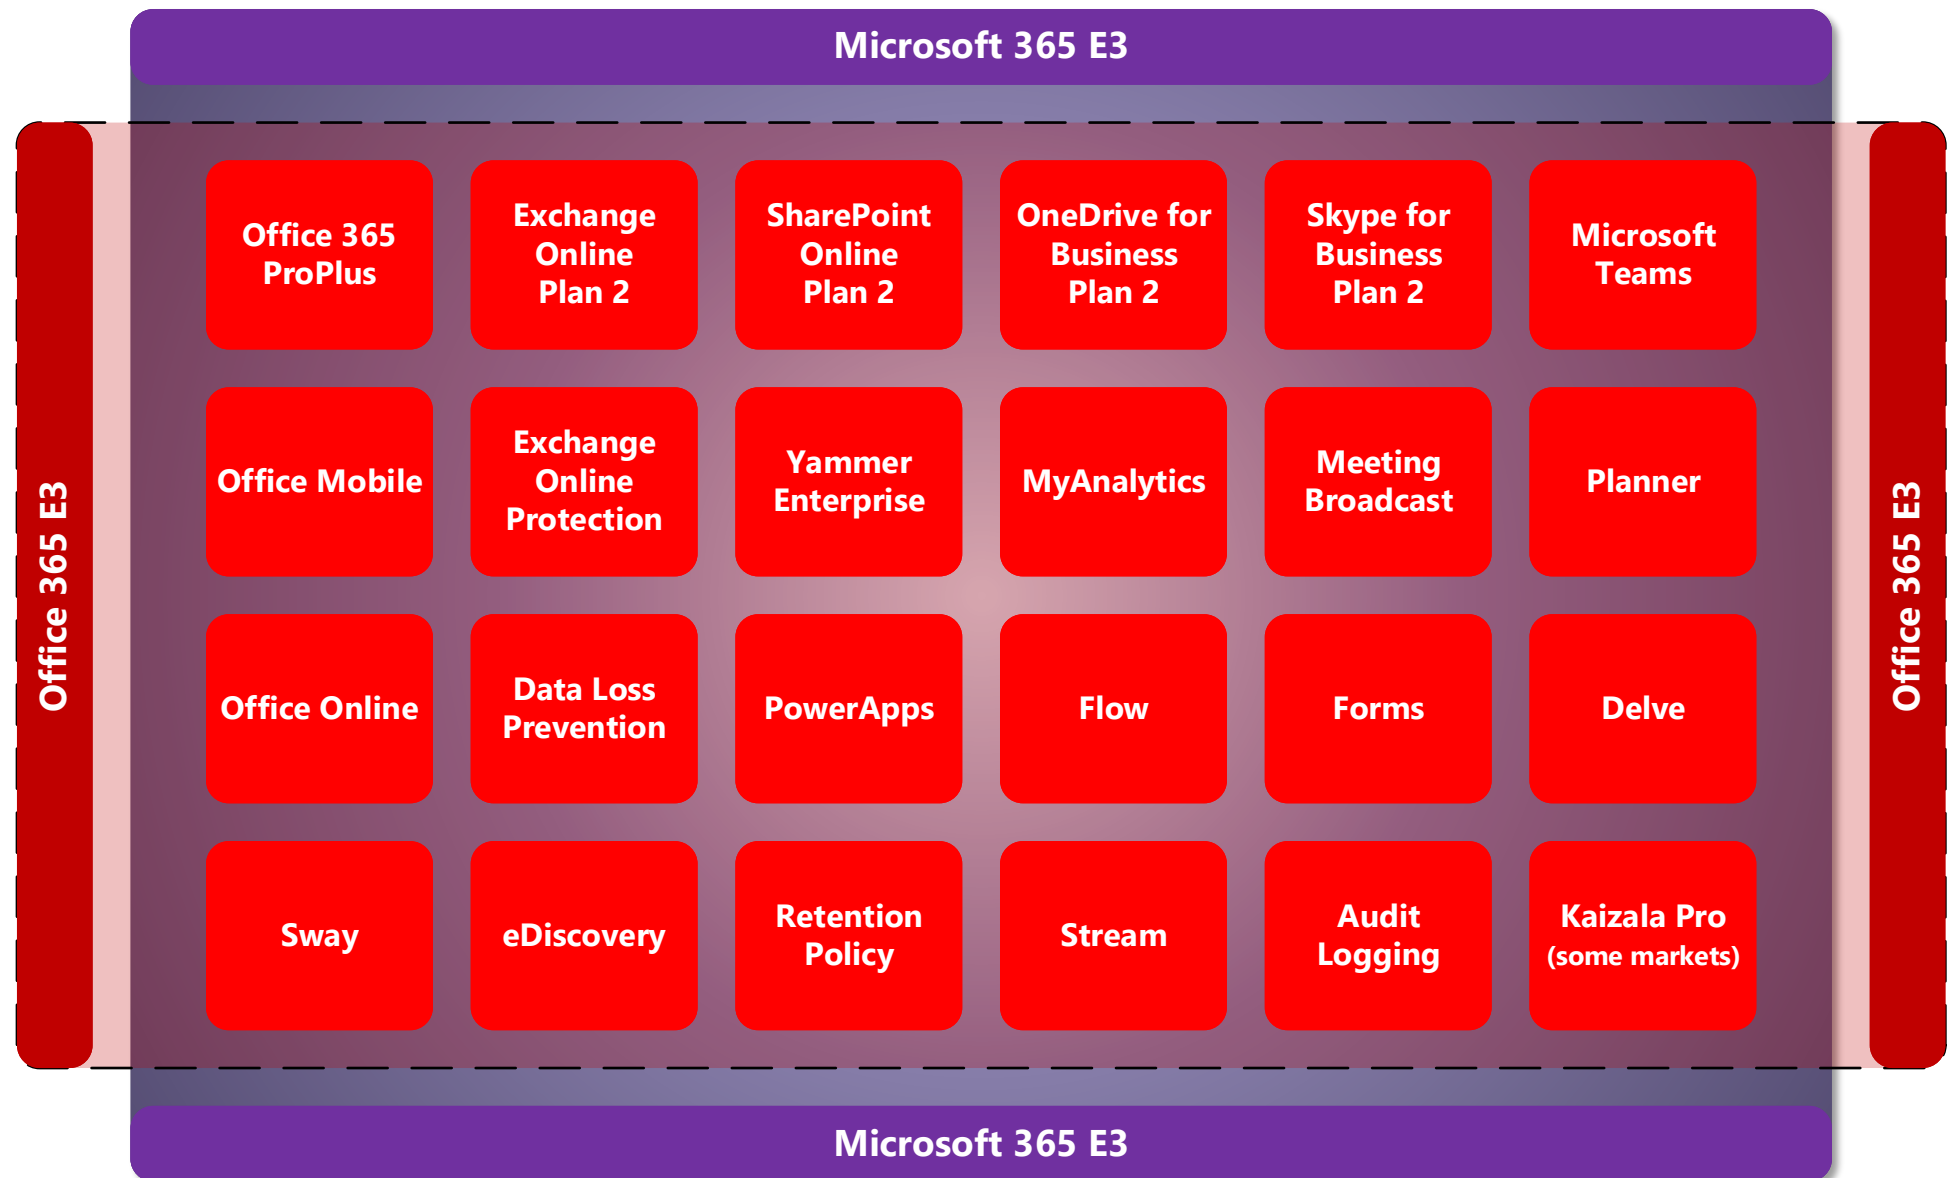 Microsoft 365 E3
Office 365 E3
Office 365
ProPlus
Exchange
Online
Plan 2
SharePoint
Online
Plan 2
OneDrive for
Business
Plan 2
Skype for
Business
Plan 2
Microsoft
Teams
Office Mobile
Exchange
Online
Protection
Yammer
Enterprise
MyAnalytics
Meeting
Broadcast
Planner
Office Online
Data Loss
Prevention
PowerApps
Flow
Forms
Delve
Sway
eDiscovery
Retention
Policy
Stream
Audit
Logging
Kaizala Pro
(some markets)
Office 365 E3
Microsoft 365 E3